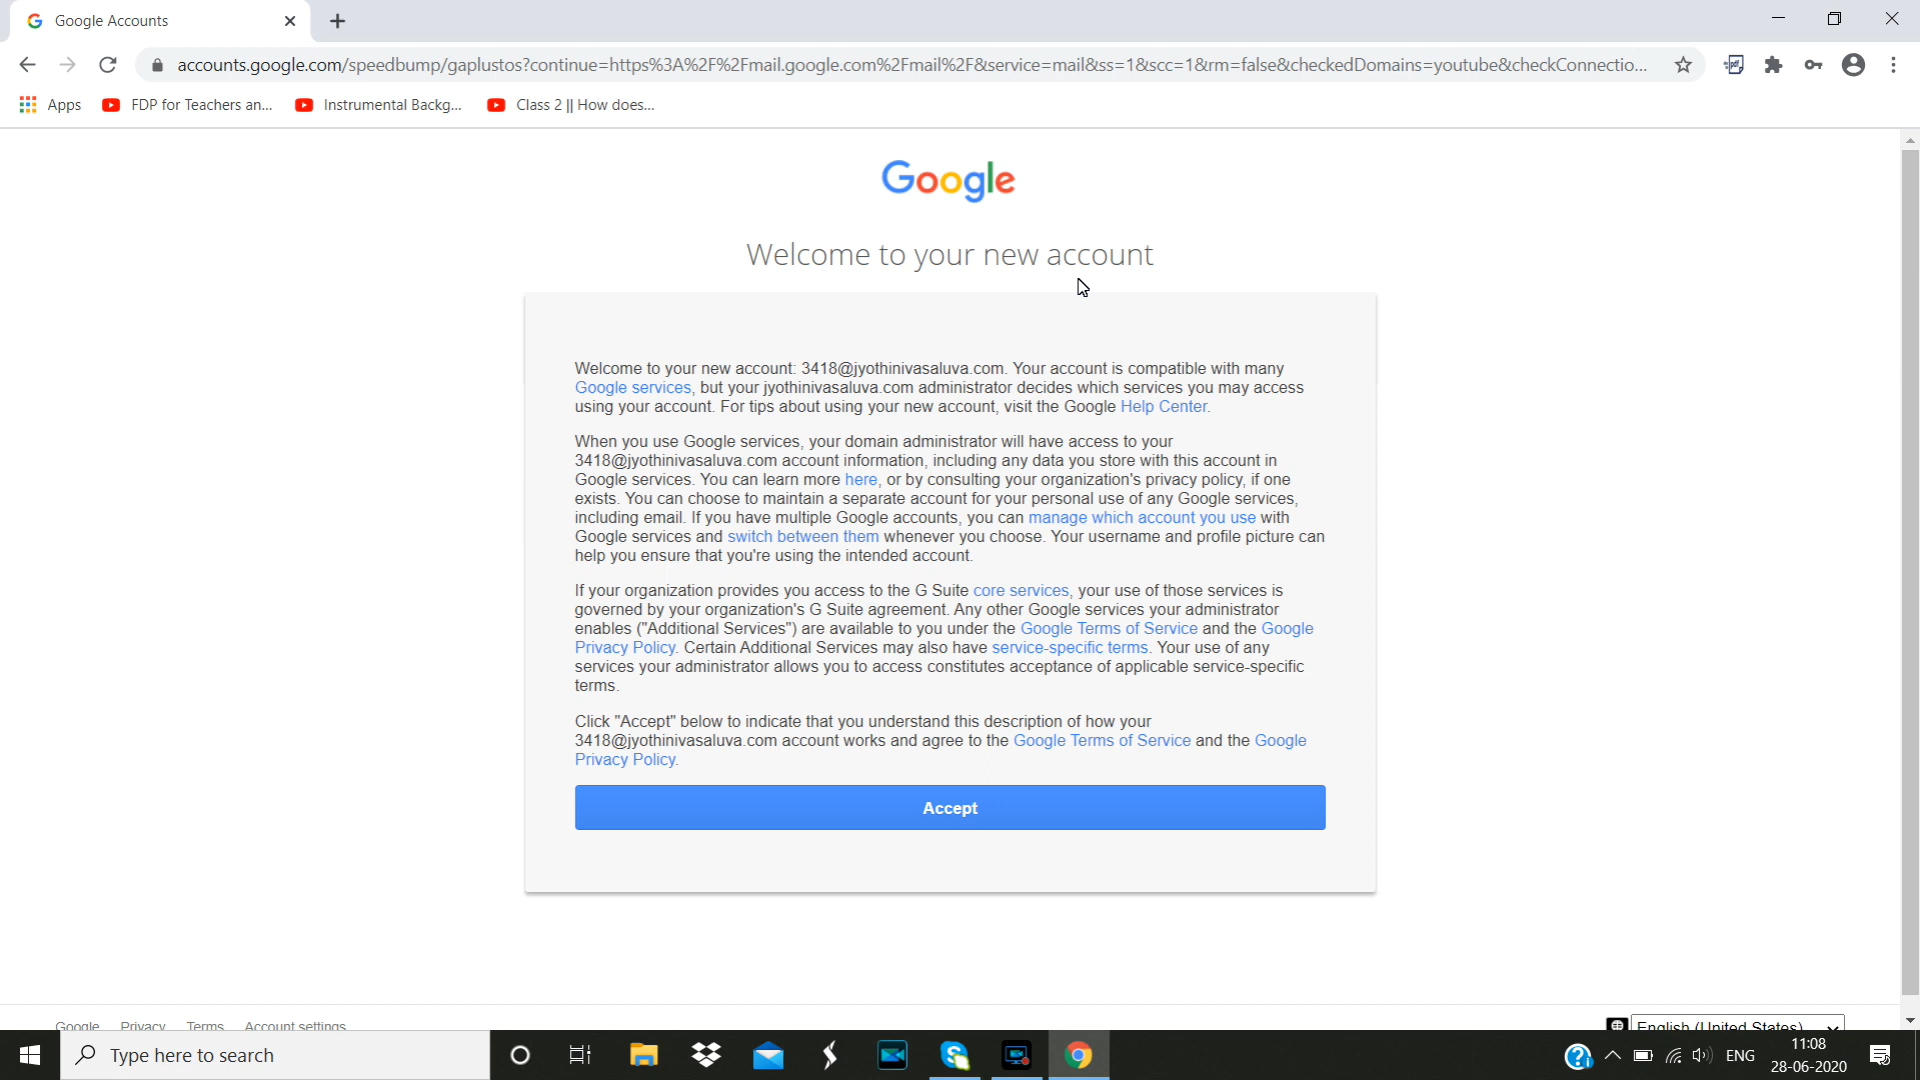 Google Accounts
accounts.google.com/speedbump/gaplustos?continue=https%3A%2F%2Fmail.google.com%2Fmail%2F&service=mail&ss=1&scc=1&rm=false&checkedDomains=youtube&checkConnectio...
Apps FDP for Teachers an... Instrumental Backg... Class 2 || How does...
Google
Welcome to your new account
Welcome to your new account: 3418@jyothinivasaluva.com. Your account is compatible with many
Google services, but your jyothinivasaluva.com administrator decides which services you may access
using your account. For tips about using your new account, visit the Google Help Center.
When you use Google services, your domain administrator will have access to your
3418@jyothinivasaluva.com account information, including any data you store with this account in
Google services. You can learn more here, or by consulting your organization's privacy policy, if one
exists. You can choose to maintain a separate account for your personal use of any Google services,
including email. If you have multiple Google accounts, you can manage which account you use with
Google services and switch between them whenever you choose. Your username and profile picture can
help you ensure that you're using the intended account.
If your organization provides you access to the G Suite core services, your use of those services is
governed by your organization's G Suite agreement. Any other Google services your administrator
enables ("Additional Services") are available to you under the Google Terms of Service and the Google
Privacy Policy. Certain Additional Services may also have service-specific terms. Your use of any
services your administrator allows you to access constitutes acceptance of applicable service-specific
terms.
Click "Accept" below to indicate that you understand this description of how your
3418@jyothinivasaluva.com account works and agree to the Google Terms of Service and the Google
Privacy Policy.
Accept
Google Privacy Terms Account settings English (United States)
Type here to search ENG 11:08
28-06-2020